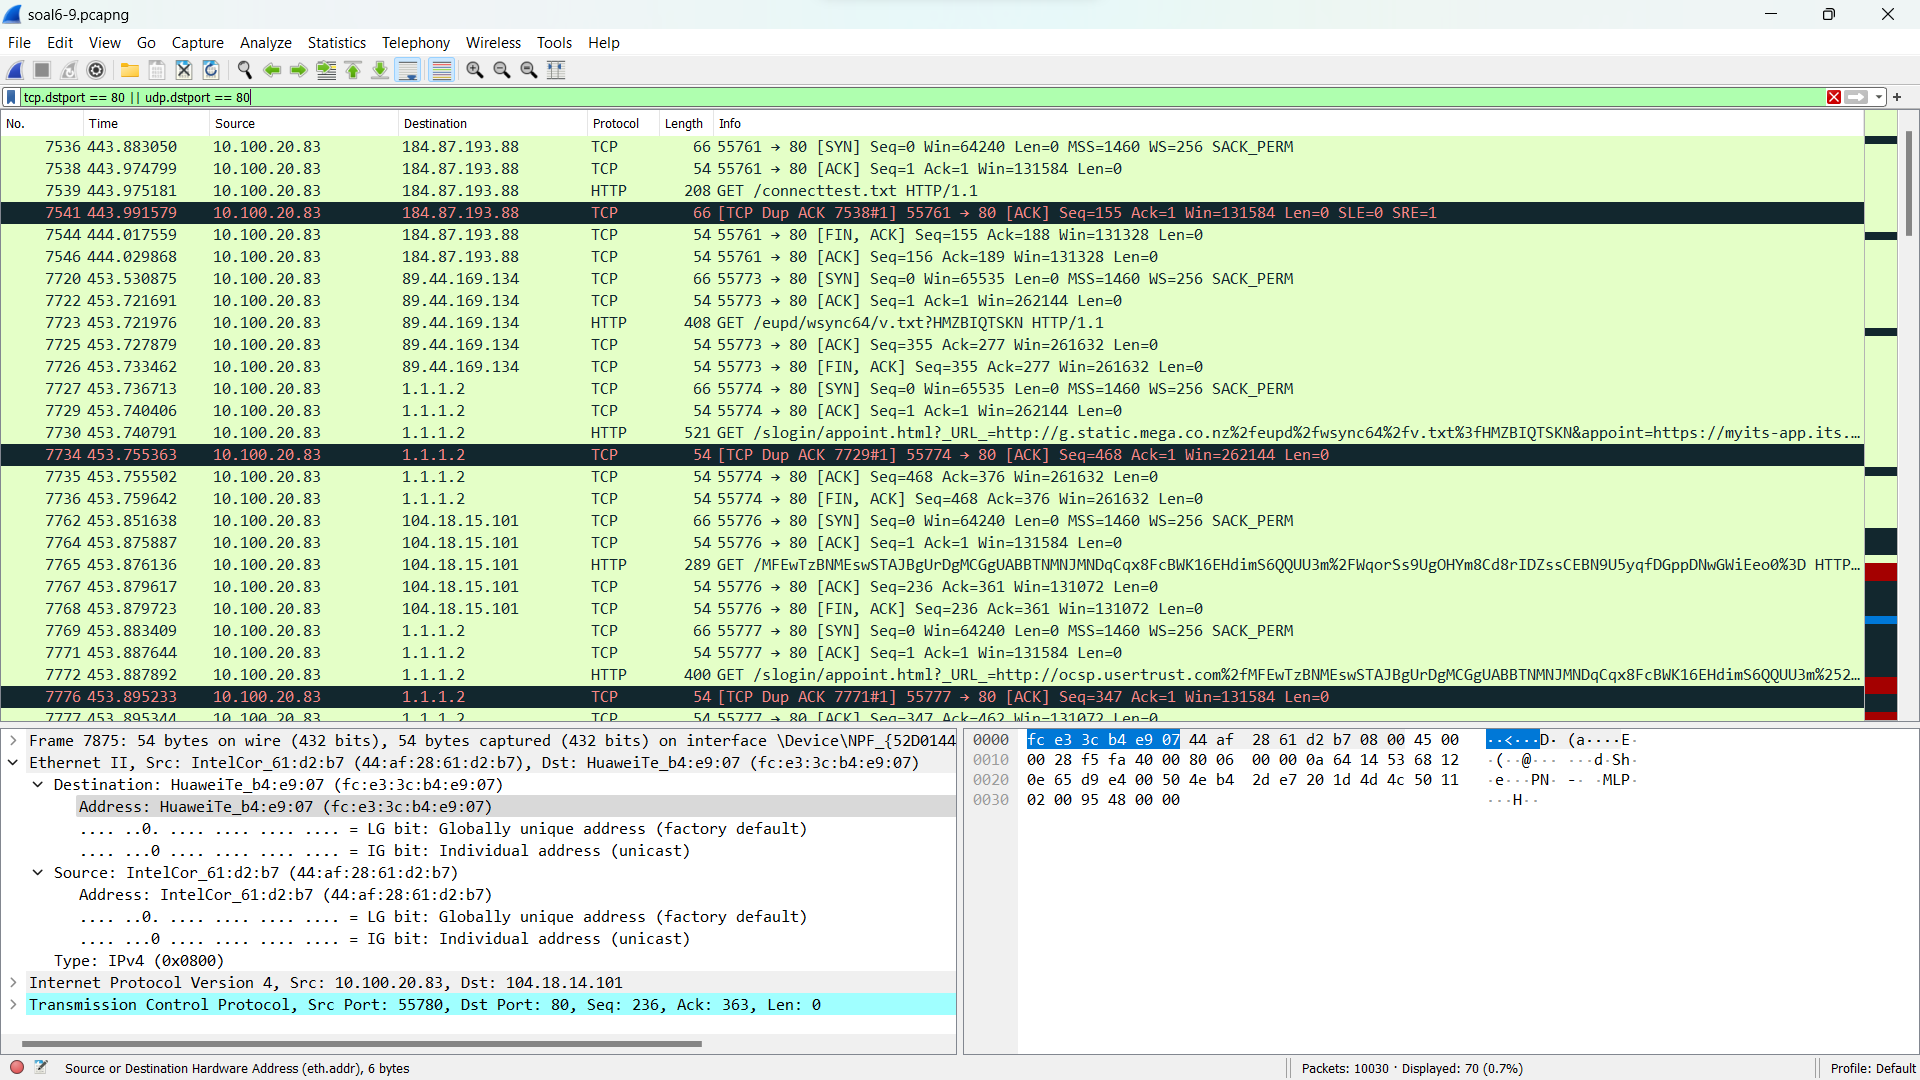 soal6-9.pcapng
File Edit View Go Capture Analyze Statistics Telephony Wireless Tools Help
tcp.dstport == 80 || udp.dstport == 80
No. Time Source Destination Protocol Length Info
7536 443.883050 10.100.20.83 184.87.193.88 TCP 66 55761 → 80 [SYN] Seq=0 Win=64240 Len=0 MSS=1460 WS=256 SACK_PERM
7538 443.974799 10.100.20.83 184.87.193.88 TCP 54 55761 → 80 [ACK] Seq=1 Ack=1 Win=131584 Len=0
7539 443.975181 10.100.20.83 184.87.193.88 HTTP 208 GET /connecttest.txt HTTP/1.1
7541 443.991579 10.100.20.83 184.87.193.88 TCP 66 [TCP Dup ACK 7538#1] 55761 → 80 [ACK] Seq=155 Ack=1 Win=131584 Len=0 SLE=0 SRE=1
7544 444.017559 10.100.20.83 184.87.193.88 TCP 54 55761 → 80 [FIN, ACK] Seq=155 Ack=188 Win=131328 Len=0
7546 444.029868 10.100.20.83 184.87.193.88 TCP 54 55761 → 80 [ACK] Seq=156 Ack=189 Win=131328 Len=0
7720 453.530875 10.100.20.83 89.44.169.134 TCP 66 55773 → 80 [SYN] Seq=0 Win=65535 Len=0 MSS=1460 WS=256 SACK_PERM
7722 453.721691 10.100.20.83 89.44.169.134 TCP 54 55773 → 80 [ACK] Seq=1 Ack=1 Win=262144 Len=0
7723 453.721976 10.100.20.83 89.44.169.134 HTTP 408 GET /eupd/wsync64/v.txt?HMZBIQTSKN HTTP/1.1
7725 453.727879 10.100.20.83 89.44.169.134 TCP 54 55773 → 80 [ACK] Seq=355 Ack=277 Win=261632 Len=0
7726 453.733462 10.100.20.83 89.44.169.134 TCP 54 55773 → 80 [FIN, ACK] Seq=355 Ack=277 Win=261632 Len=0
7727 453.736713 10.100.20.83 1.1.1.2 TCP 66 55774 → 80 [SYN] Seq=0 Win=65535 Len=0 MSS=1460 WS=256 SACK_PERM
7729 453.740406 10.100.20.83 1.1.1.2 TCP 54 55774 → 80 [ACK] Seq=1 Ack=1 Win=262144 Len=0
7730 453.740791 10.100.20.83 1.1.1.2 HTTP 521 GET /slogin/appoint.html?_URL_=http://g.static.mega.co.nz%2feupd%2fwsync64%2fv.txt%3fHMZBIQTSKN&appoint=https://myits-app.its.…
7734 453.755363 10.100.20.83 1.1.1.2 TCP 54 [TCP Dup ACK 7729#1] 55774 → 80 [ACK] Seq=468 Ack=1 Win=262144 Len=0
7735 453.755502 10.100.20.83 1.1.1.2 TCP 54 55774 → 80 [ACK] Seq=468 Ack=376 Win=261632 Len=0
7736 453.759642 10.100.20.83 1.1.1.2 TCP 54 55774 → 80 [FIN, ACK] Seq=468 Ack=376 Win=261632 Len=0
7762 453.851638 10.100.20.83 104.18.15.101 TCP 66 55776 → 80 [SYN] Seq=0 Win=64240 Len=0 MSS=1460 WS=256 SACK_PERM
7764 453.875887 10.100.20.83 104.18.15.101 TCP 54 55776 → 80 [ACK] Seq=1 Ack=1 Win=131584 Len=0
7765 453.876136 10.100.20.83 104.18.15.101 HTTP 289 GET /MFEwTzBNMEswSTAJBgUrDgMCGgUABBTNMNJMNDqCqx8FcBWK16EHdimS6QQUU3m%2FWqorSs9UgOHYm8Cd8rIDZssCEBN9U5yqfDGppDNwGWiEeo0%3D HTTP…
7767 453.879617 10.100.20.83 104.18.15.101 TCP 54 55776 → 80 [ACK] Seq=236 Ack=361 Win=131072 Len=0
7768 453.879723 10.100.20.83 104.18.15.101 TCP 54 55776 → 80 [FIN, ACK] Seq=236 Ack=361 Win=131072 Len=0
7769 453.883409 10.100.20.83 1.1.1.2 TCP 66 55777 → 80 [SYN] Seq=0 Win=64240 Len=0 MSS=1460 WS=256 SACK_PERM
7771 453.887644 10.100.20.83 1.1.1.2 TCP 54 55777 → 80 [ACK] Seq=1 Ack=1 Win=131584 Len=0
7772 453.887892 10.100.20.83 1.1.1.2 HTTP 400 GET /slogin/appoint.html?_URL_=http://ocsp.usertrust.com%2fMFEwTzBNMEswSTAJBgUrDgMCGgUABBTNMNJMNDqCqx8FcBWK16EHdimS6QQUU3m%252…
7776 453.895233 10.100.20.83 1.1.1.2 TCP 54 [TCP Dup ACK 7771#1] 55777 → 80 [ACK] Seq=347 Ack=1 Win=131584 Len=0
7777 453.895344 10.100.20.83 1.1.1.2 TCP 54 55777 → 80 [ACK] Seq=347 Ack=462 Win=131072 Len=0
Frame 7875: 54 bytes on wire (432 bits), 54 bytes captured (432 bits) on interface \Device\NPF_{52D0144
Ethernet II, Src: IntelCor_61:d2:b7 (44:af:28:61:d2:b7), Dst: HuaweiTe_b4:e9:07 (fc:e3:3c:b4:e9:07)
Destination: HuaweiTe_b4:e9:07 (fc:e3:3c:b4:e9:07)
Address: HuaweiTe_b4:e9:07 (fc:e3:3c:b4:e9:07)
.... ..0. .... .... .... .... = LG bit: Globally unique address (factory default)
.... ...0 .... .... .... .... = IG bit: Individual address (unicast)
Source: IntelCor_61:d2:b7 (44:af:28:61:d2:b7)
Address: IntelCor_61:d2:b7 (44:af:28:61:d2:b7)
.... ..0. .... .... .... .... = LG bit: Globally unique address (factory default)
.... ...0 .... .... .... .... = IG bit: Individual address (unicast)
Type: IPv4 (0x0800)
Internet Protocol Version 4, Src: 10.100.20.83, Dst: 104.18.14.101
Transmission Control Protocol, Src Port: 55780, Dst Port: 80, Seq: 236, Ack: 363, Len: 0
0000 fc e3 3c b4 e9 07 44 af 28 61 d2 b7 08 00 45 00 ··<···D· (a····E·
0010 00 28 f5 fa 40 00 80 06 00 00 0a 64 14 53 68 12 ·(··@··· ···d·Sh·
0020 0e 65 d9 e4 00 50 4e b4 2d e7 20 1d 4d 4c 50 11 ·e···PN· -· ·MLP·
0030 02 00 95 48 00 00 ···H··
Source or Destination Hardware Address (eth.addr), 6 bytes
Packets: 10030 · Displayed: 70 (0.7%)
Profile: Default